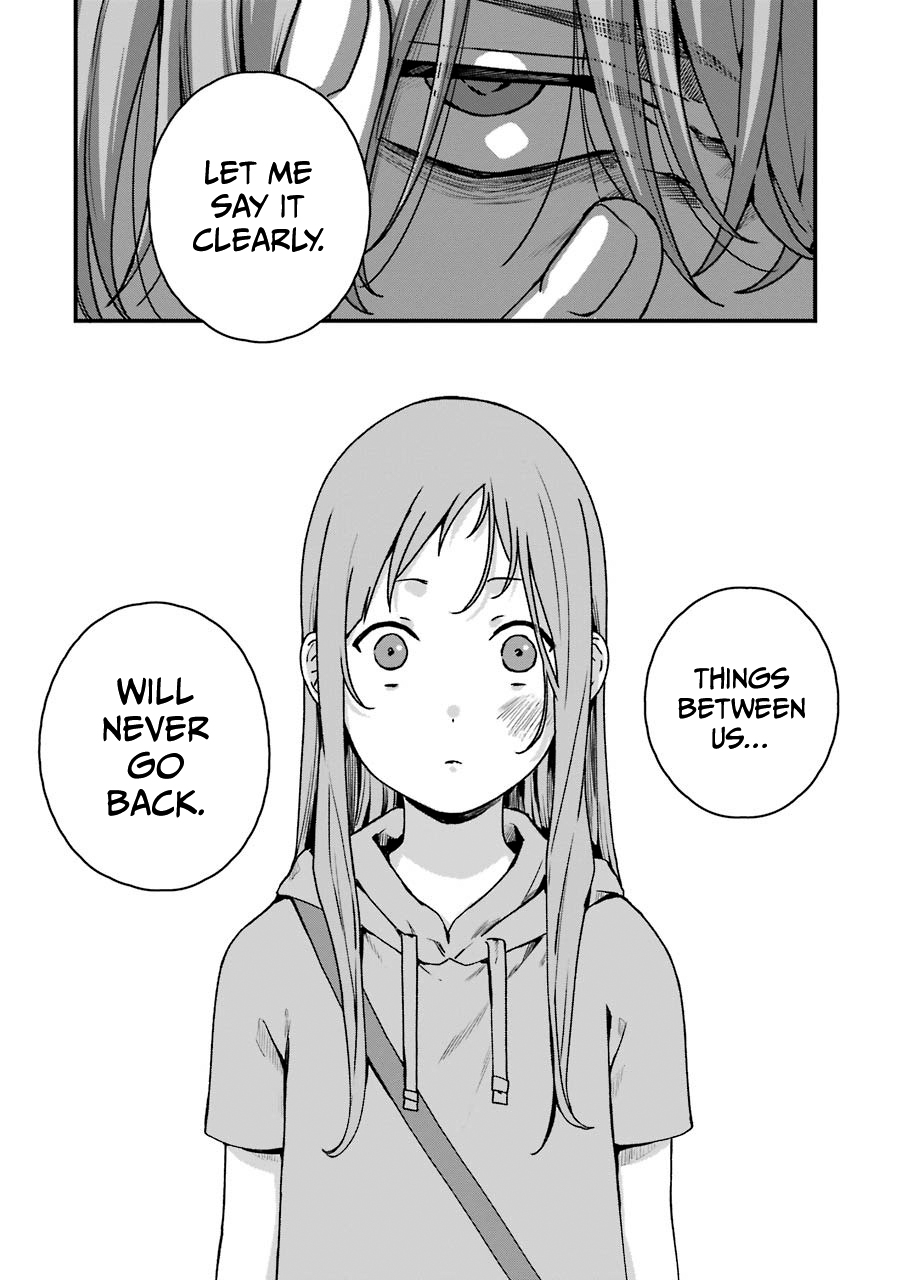 LET ME
SAY IT
CLEARLY.
THINGS
BETWEEN
US...
WILL
NEVER
GO
BACK.